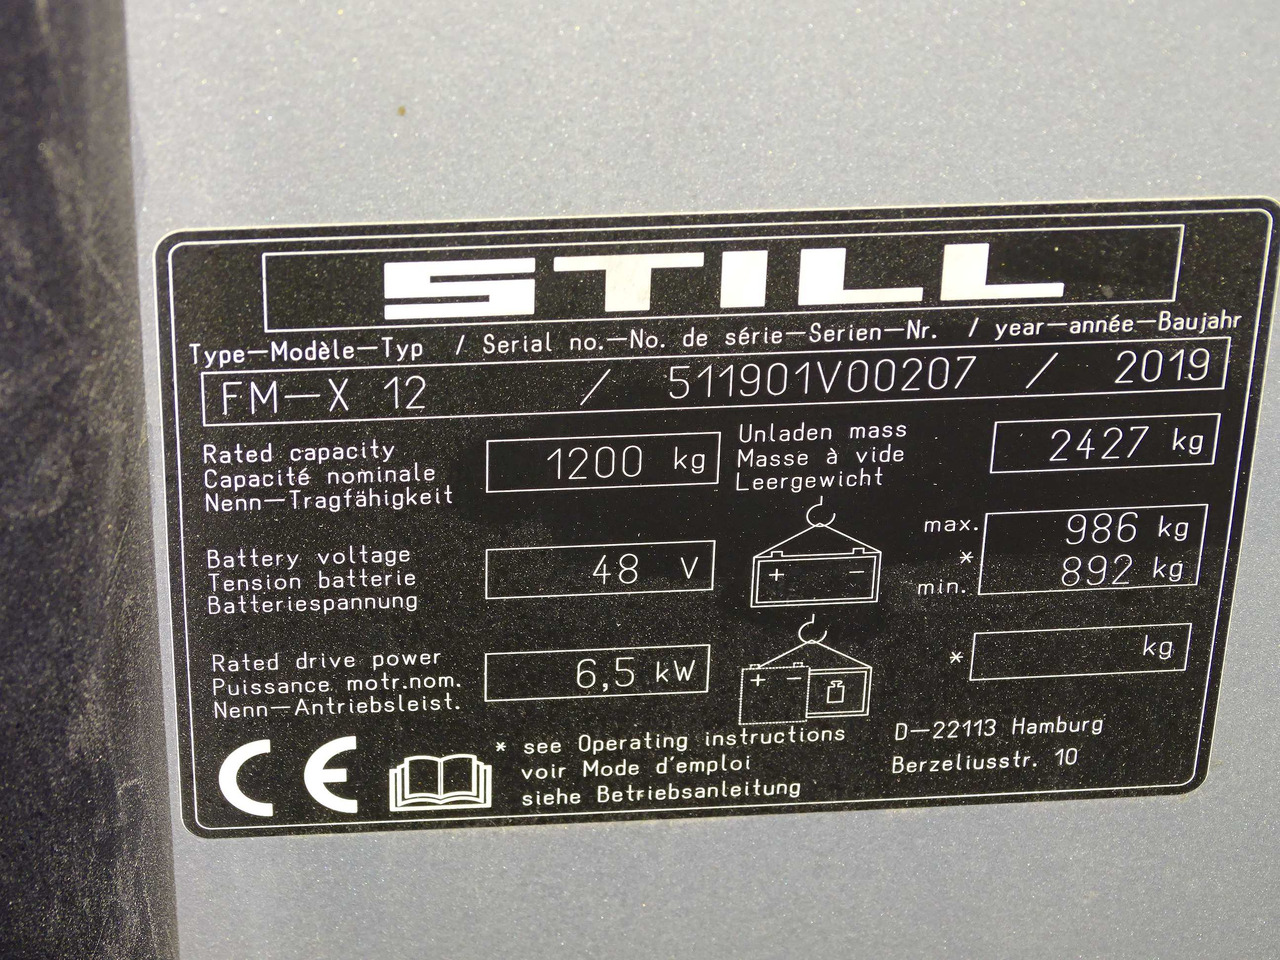 STILL
Type–Modèle–Typ / Serial no.–No. de série–Serien–Nr. / year–année–Baujahr
FM–X 12 / 511901V00207 / 2019
Rated capacity
Capacité nominale
Nenn–Tragfähigkeit
1200 kg
Unladen mass
Masse à vide
Leergewicht
2427 kg
Battery voltage
Tension batterie
Batteriespannung
48 V
+ −
max. 986 kg
*
min. 892 kg
Rated drive power
Puissance motr.nom.
Nenn–Antriebsleist.
6,5 kW
+ −
* kg
CE
* see Operating instructions
voir Mode d'emploi
siehe Betriebsanleitung
D–22113 Hamburg
Berzeliusstr. 10